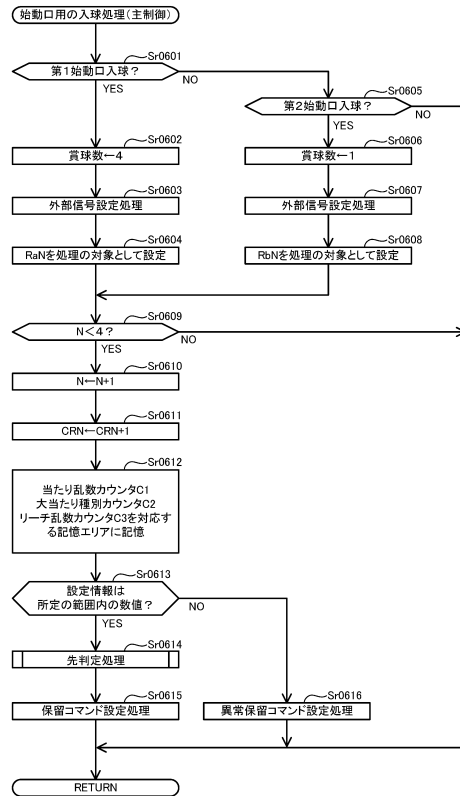 始動口用の入球処理(主制御)
Sr0601
第1始動口入球？
NO
YES
Sr0605
第2始動口入球？
NO
YES
Sr0602
賞球数←4
Sr0606
賞球数←1
Sr0603
外部信号設定処理
Sr0607
外部信号設定処理
Sr0604
RaNを処理の対象として設定
Sr0608
RbNを処理の対象として設定
Sr0609
N＜4？
NO
YES
Sr0610
N←N+1
Sr0611
CRN←CRN+1
Sr0612
当たり乱数カウンタC1
大当たり種別カウンタC2
リーチ乱数カウンタC3を対応す
る記憶エリアに記憶
Sr0613
設定情報は
所定の範囲内の数値？
NO
YES
Sr0614
先判定処理
Sr0615
保留コマンド設定処理
Sr0616
異常保留コマンド設定処理
RETURN